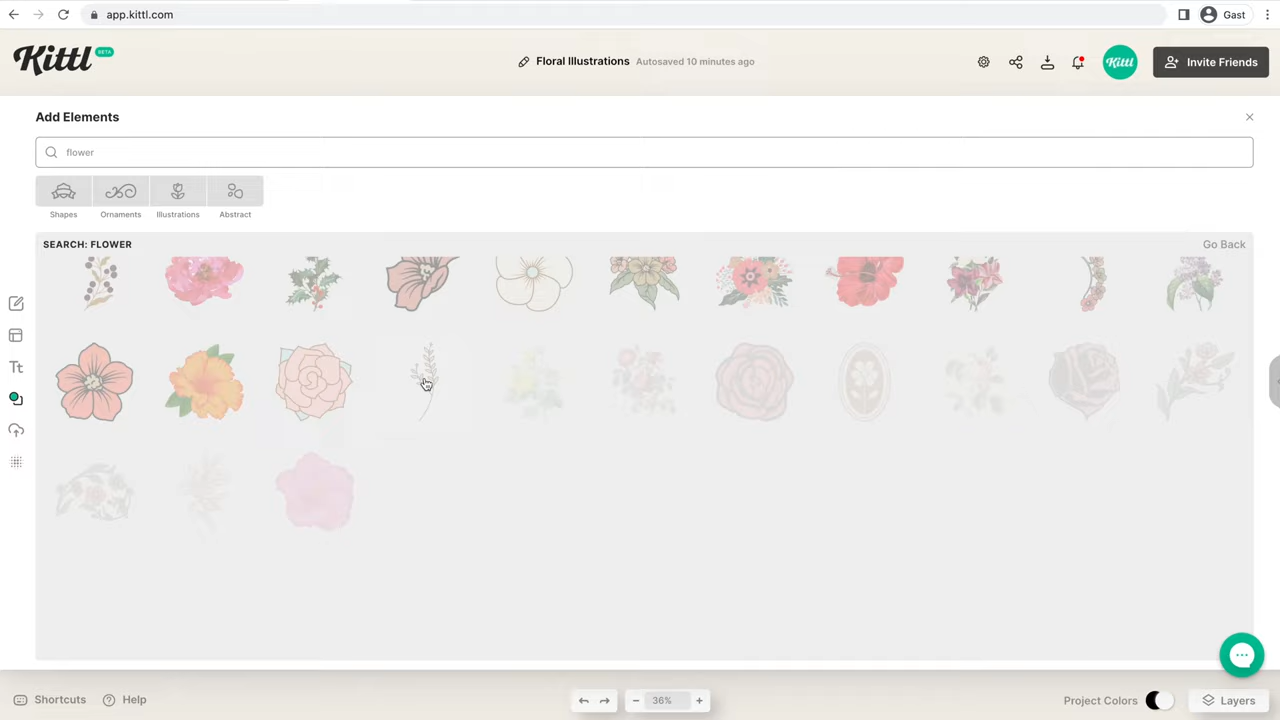 app.kittl.com
Gast
Kittl BETA
Floral Illustrations Autosaved 10 minutes ago
Kittl
Invite Friends
Add Elements
flower
Shapes Ornaments Illustrations Abstract
SEARCH: FLOWER
Go Back
Tt
Shortcuts
Help
36%
Project Colors
Layers